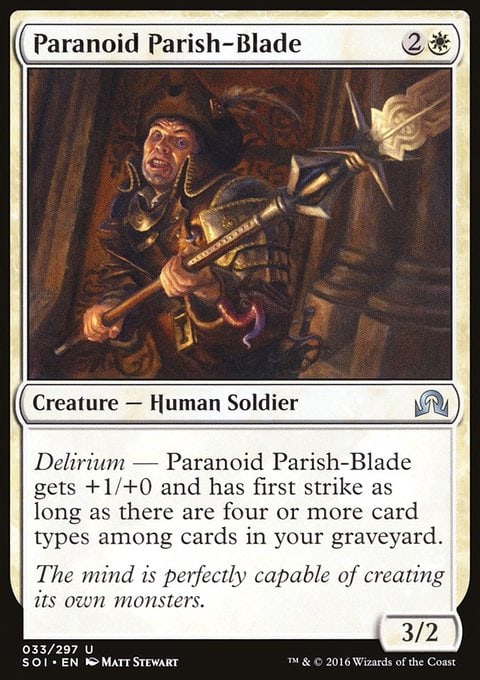 Paranoid Parish-Blade 2
Creature — Human Soldier
Delirium — Paranoid Parish-Blade
gets +1/+0 and has first strike as
long as there are four or more card
types among cards in your graveyard.
The mind is perfectly capable of creating
its own monsters.
3/2
033/297 U
SOI • EN Matt Stewart
™ & © 2016 Wizards of the Coast